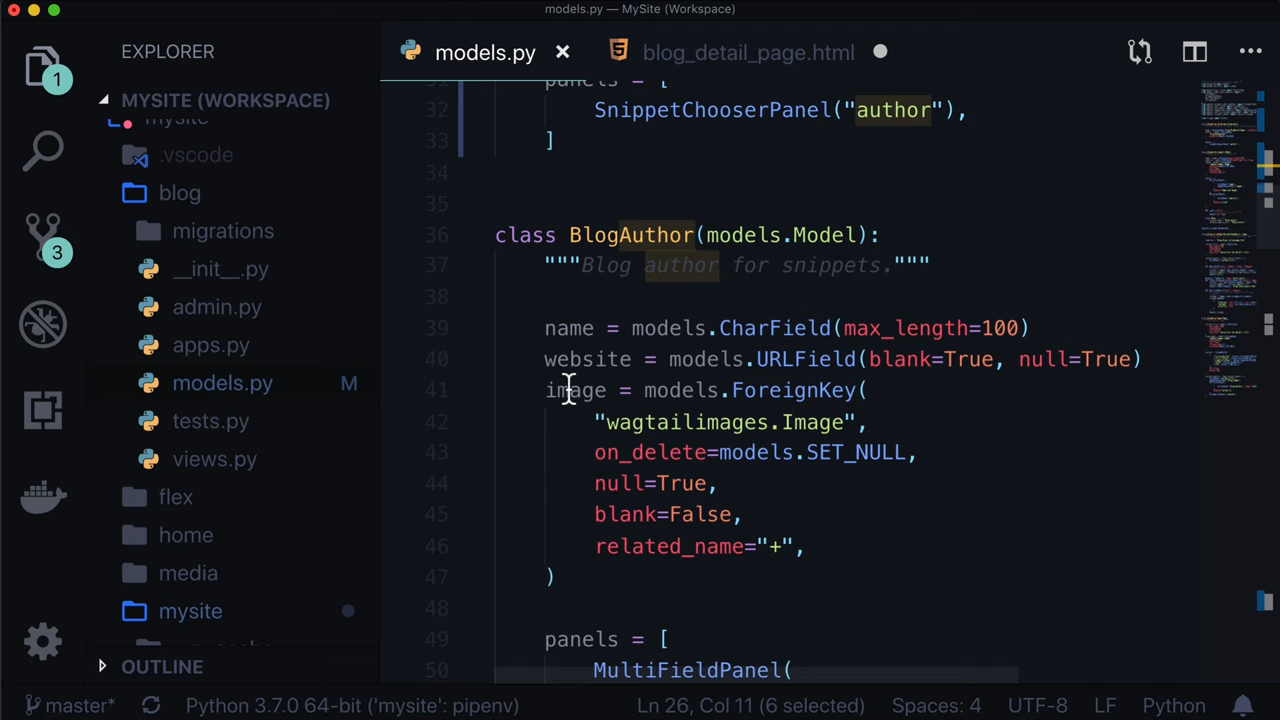 models.py — MySite (Workspace)
EXPLORER
models.py
blog_detail_page.html
1
MYSITE (WORKSPACE)
mysite
.vscode
blog
migrations
__init__.py
admin.py
apps.py
models.py M
tests.py
views.py
flex
home
media
mysite
OUTLINE
3
31 panels = [
32 SnippetChooserPanel("author"),
33 ]
34
35
36 class BlogAuthor(models.Model):
37 """Blog author for snippets."""
38
39 name = models.CharField(max_length=100)
40 website = models.URLField(blank=True, null=True)
41 image = models.ForeignKey(
42 "wagtailimages.Image",
43 on_delete=models.SET_NULL,
44 null=True,
45 blank=False,
46 related_name="+",
47 )
48
49 panels = [
50 MultiFieldPanel(
master* Python 3.7.0 64-bit ('mysite': pipenv) Ln 26, Col 11 (6 selected) Spaces: 4 UTF-8 LF Python